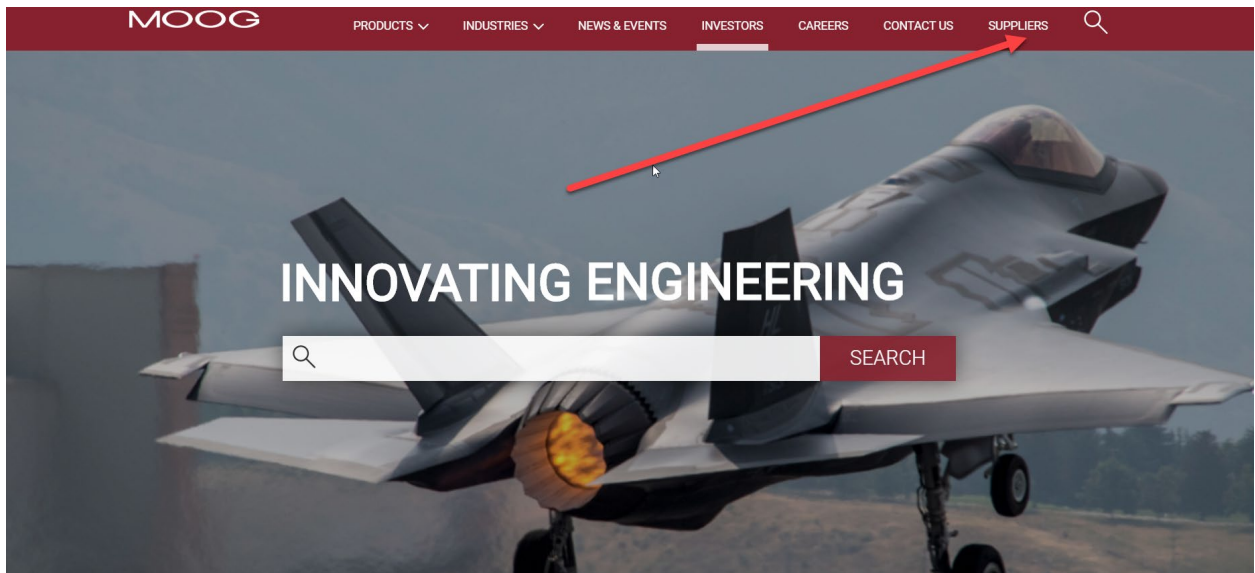 MOOG
PRODUCTS INDUSTRIES NEWS & EVENTS INVESTORS CAREERS CONTACT US SUPPLIERS
INNOVATING ENGINEERING
SEARCH